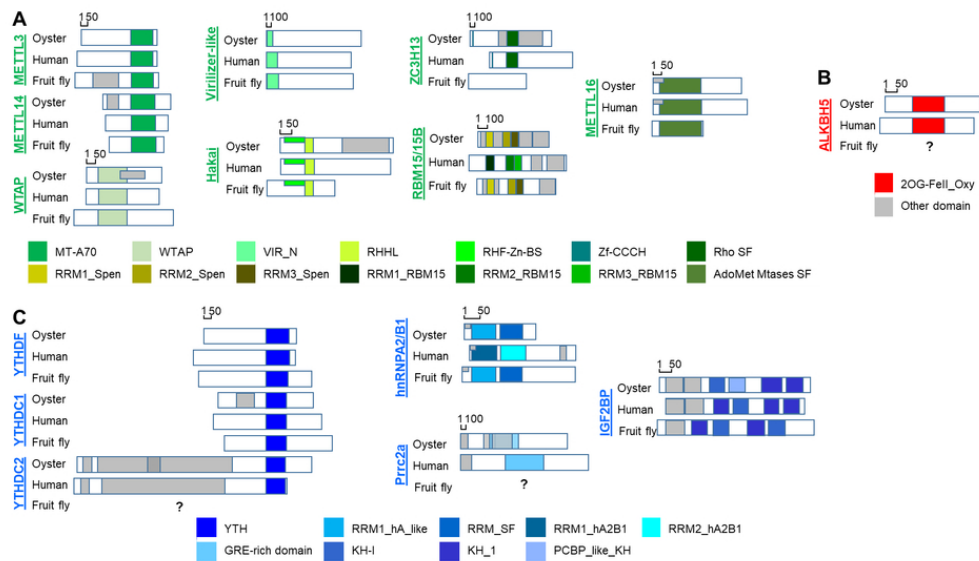 A
METTL3
1 50
Oyster
Human
Fruit fly
METTL14
Oyster
Human
Fruit fly
WTAP
1 50
Oyster
Human
Fruit fly
Virilizer-like
1 100
Oyster
Human
Fruit fly
Hakai
1 50
Oyster
Human
Fruit fly
ZC3H13
1 100
Oyster
Human
Fruit fly
RBM15/15B
1 100
Oyster
Human
Fruit fly
METTL16
1 50
Oyster
Human
Fruit fly
MT-A70
WTAP
VIR_N
RHHL
RHF-Zn-BS
Zf-CCCH
Rho SF
RRM1_Spen
RRM2_Spen
RRM3_Spen
RRM1_RBM15
RRM2_RBM15
RRM3_RBM15
AdoMet Mtases SF
B
ALKBH5
1 50
Oyster
Human
Fruit fly ?
2OG-FeII_Oxy
Other domain
C
YTHDF
1 50
Oyster
Human
Fruit fly
YTHDC1
Oyster
Human
Fruit fly
YTHDC2
Oyster
Human
Fruit fly ?
hnRNPA2/B1
1 50
Oyster
Human
Fruit fly
Prrc2a
1 100
Oyster
Human
Fruit fly ?
IGF2BP
1 50
Oyster
Human
Fruit fly
YTH
RRM1_hA_like
RRM_SF
RRM1_hA2B1
RRM2_hA2B1
GRE-rich domain
KH-I
KH_1
PCBP_like_KH